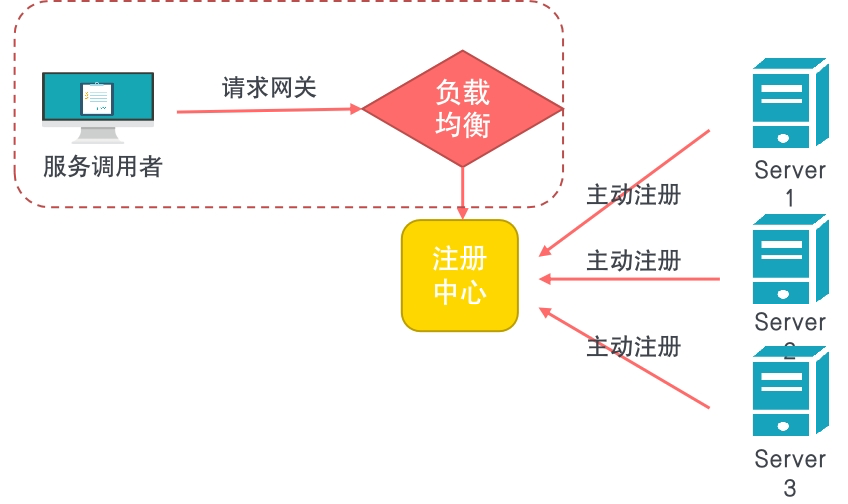 请求网关
服务调用者
负载
均衡
注册
中心
主动注册
主动注册
主动注册
Server
1
Server
2
Server
3